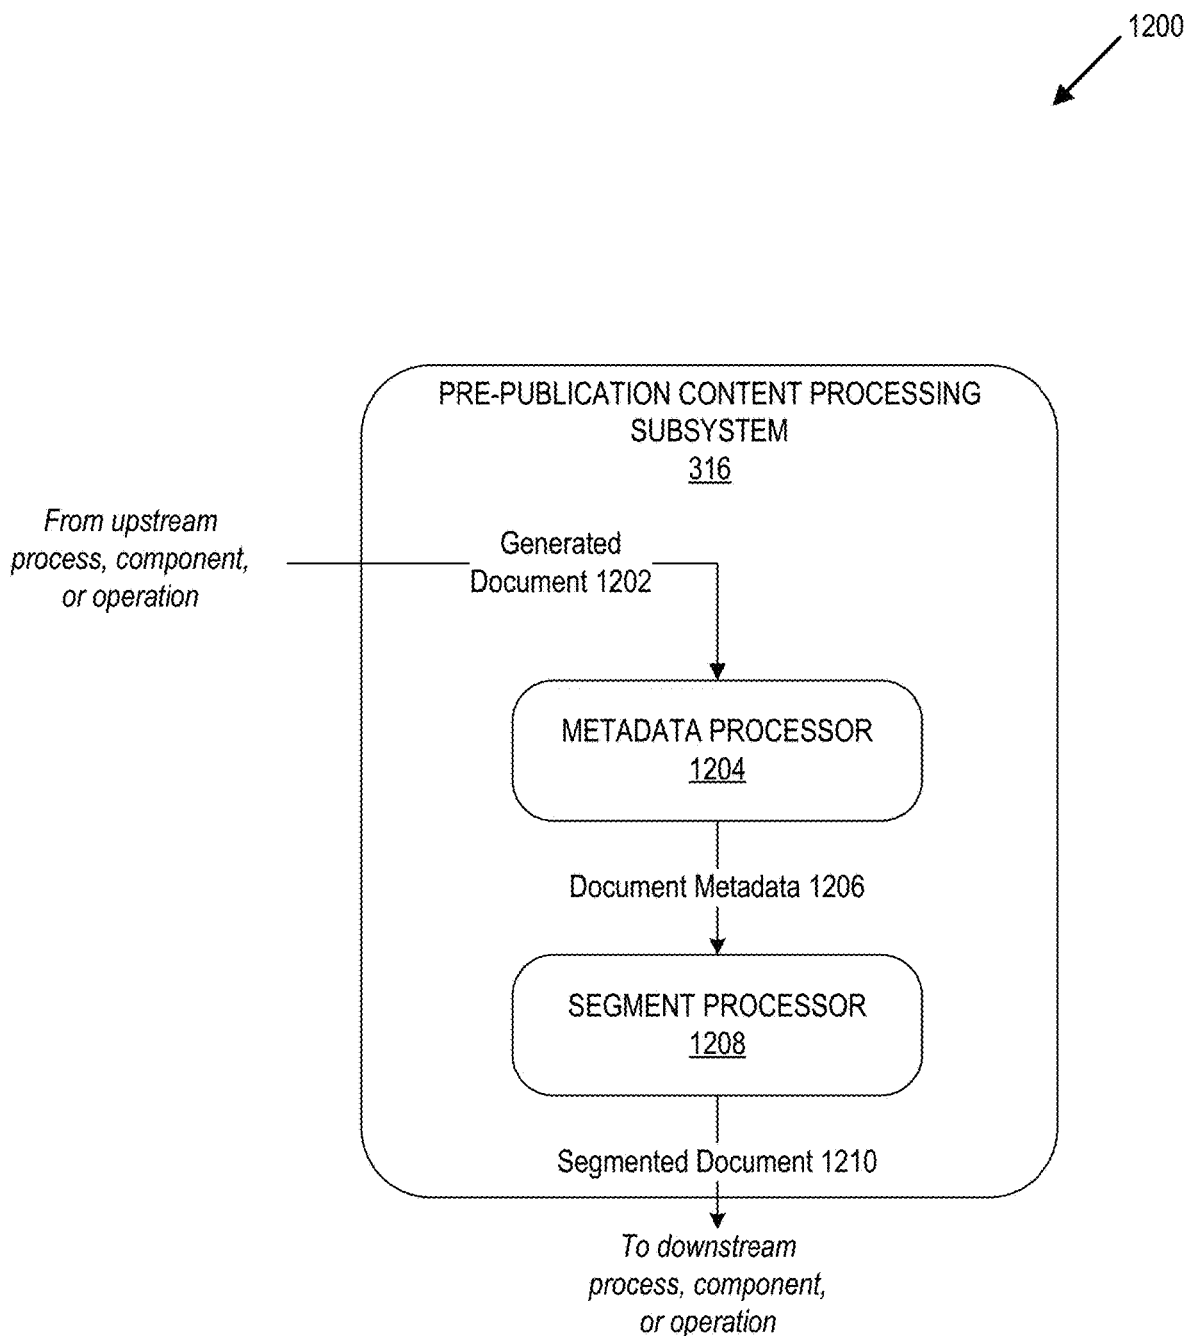 1200
PRE-PUBLICATION CONTENT PROCESSING
SUBSYSTEM
316
From upstream
process, component,
or operation
Generated
Document 1202
METADATA PROCESSOR
1204
Document Metadata 1206
SEGMENT PROCESSOR
1208
Segmented Document 1210
To downstream
process, component,
or operation